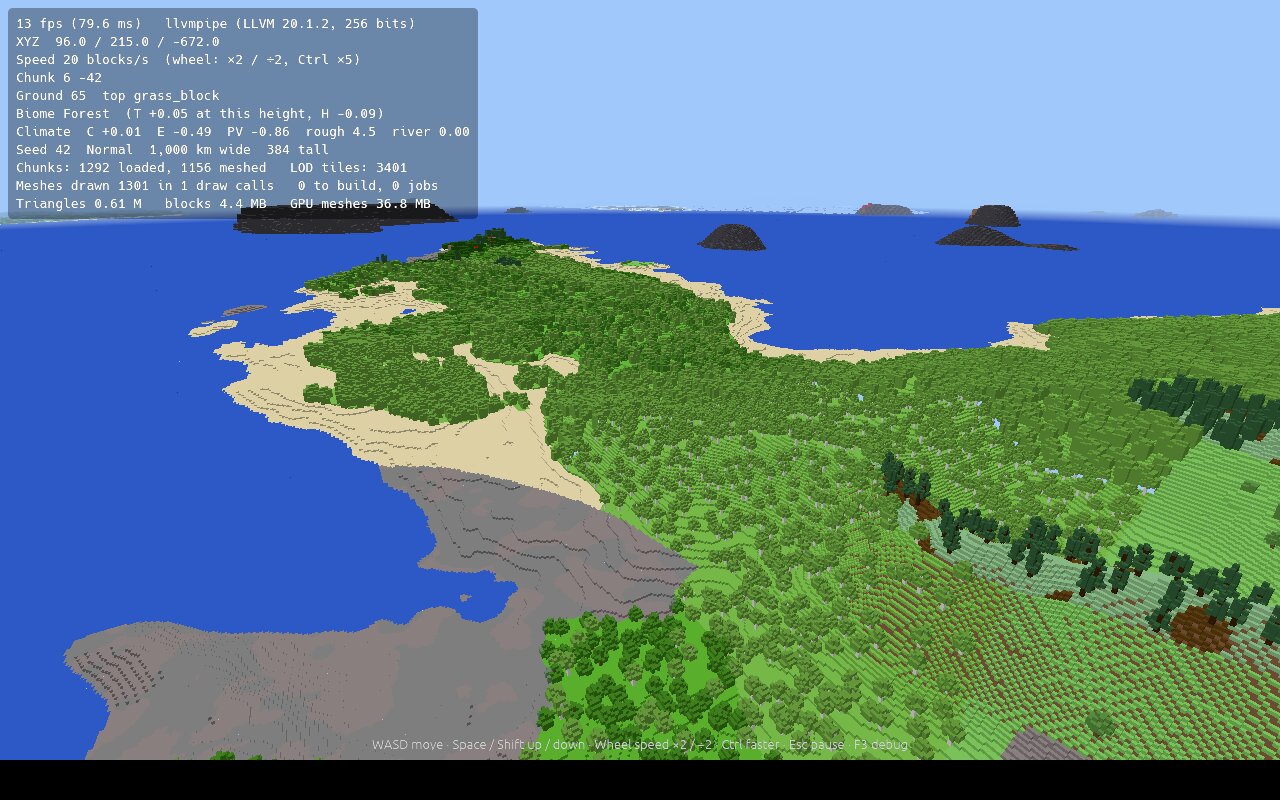 13 fps (79.6 ms)   llvmpipe (LLVM 20.1.2, 256 bits)
XYZ  96.0 / 215.0 / -672.0
Speed 20 blocks/s  (wheel: ×2 / ÷2, Ctrl ×5)
Chunk 6 -42
Ground 65  top grass_block
Biome Forest  (T +0.05 at this height, H -0.09)
Climate  C +0.01  E -0.49  PV -0.86  rough 4.5  river 0.00
Seed 42  Normal  1,000 km wide  384 tall
Chunks: 1292 loaded, 1156 meshed   LOD tiles: 3401
Meshes drawn 1301 in 1 draw calls   0 to build, 0 jobs
Triangles 0.61 M   blocks 4.4 MB   GPU meshes 36.8 MB
WASD move · Space / Shift up / down · Wheel speed ×2 / ÷2 · Ctrl faster · Esc pause · F3 debug